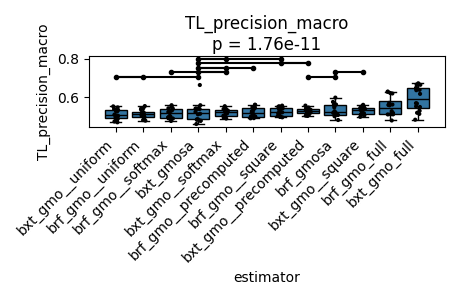 TL_precision_macro
p = 1.76e-11
TL_precision_macro
0.8
0.6
bxt_gmo__uniform
brf_gmo__uniform
brf_gmo__softmax
bxt_gmosa
bxt_gmo__softmax
brf_gmo__precomputed
brf_gmo__square
bxt_gmo__precomputed
brf_gmosa
bxt_gmo__square
brf_gmo_full
bxt_gmo_full
estimator